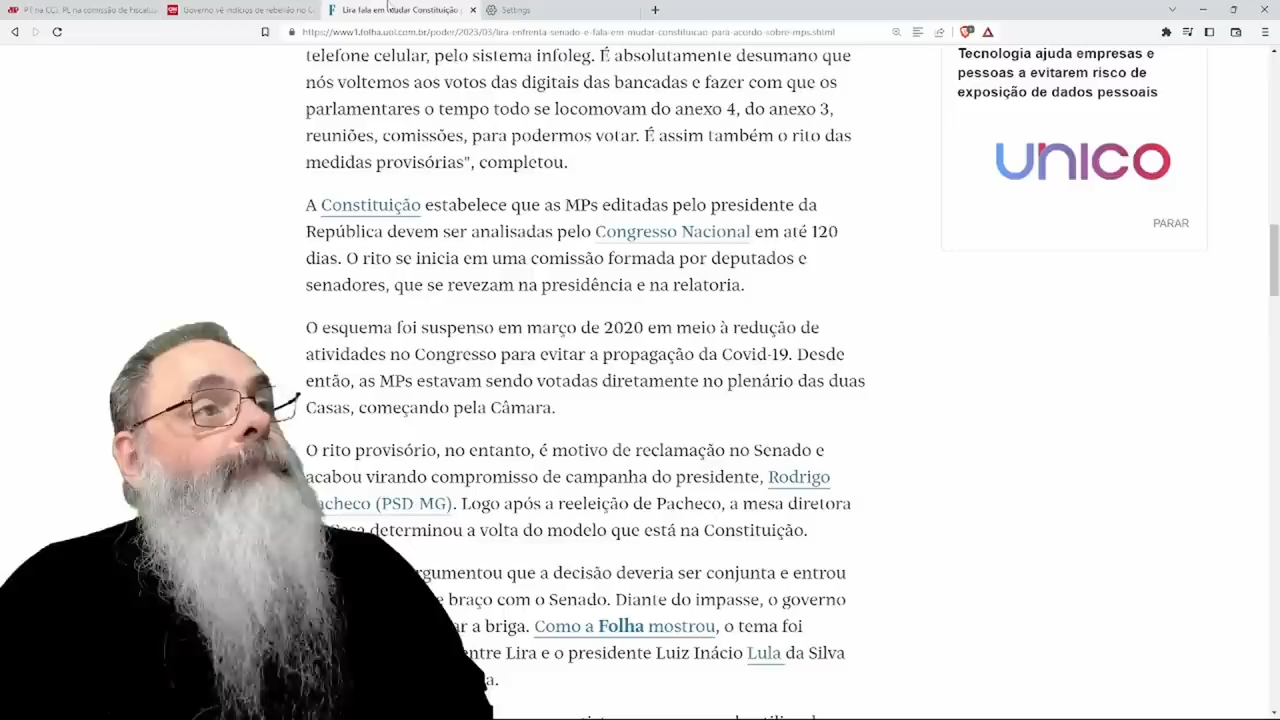 PT na CCJ, PL na comissão de Fiscaliz
Governo vê indícios de rebelião no C
Lira fala em mudar Constituição
Settings
https://www1.folha.uol.com.br/poder/2023/03/lira-enfrenta-senado-e-fala-em-mudar-constituicao-para-acordo-sobre-mps.shtml
telefone celular, pelo sistema infoleg. É absolutamente desumano que
nós voltemos aos votos das digitais das bancadas e fazer com que os
parlamentares o tempo todo se locomovam do anexo 4, do anexo 3,
reuniões, comissões, para podermos votar. É assim também o rito das
medidas provisórias", completou.
A Constituição estabelece que as MPs editadas pelo presidente da
República devem ser analisadas pelo Congresso Nacional em até 120
dias. O rito se inicia em uma comissão formada por deputados e
senadores, que se revezam na presidência e na relatoria.
O esquema foi suspenso em março de 2020 em meio à redução de
atividades no Congresso para evitar a propagação da Covid-19. Desde
então, as MPs estavam sendo votadas diretamente no plenário das duas
Casas, começando pela Câmara.
O rito provisório, no entanto, é motivo de reclamação no Senado e
acabou virando compromisso de campanha do presidente, Rodrigo
acheco (PSD MG). Logo após a reeleição de Pacheco, a mesa diretora
determinou a volta do modelo que está na Constituição.
rgumentou que a decisão deveria ser conjunta e entrou
braço com o Senado. Diante do impasse, o governo
ar a briga. Como a Folha mostrou, o tema foi
entre Lira e o presidente Luiz Inácio Lula da Silva
Tecnologia ajuda empresas e
pessoas a evitarem risco de
exposição de dados pessoais
unico
PARAR